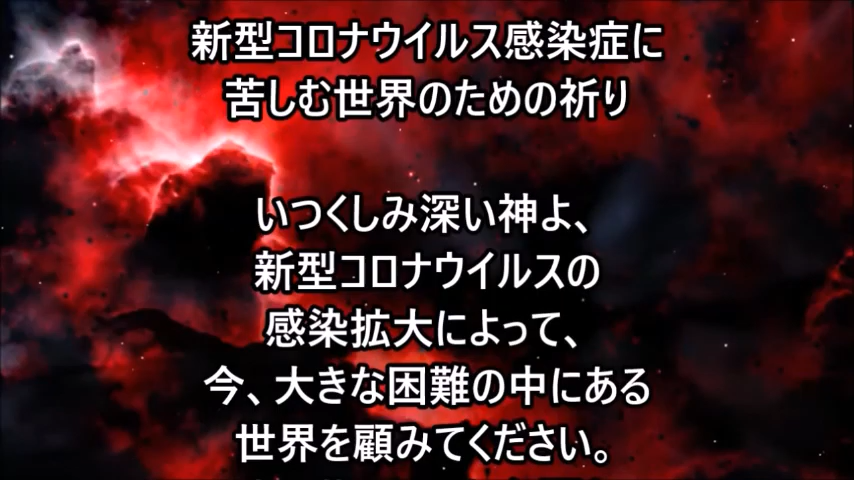 新型コロナウイルス感染症に
苦しむ世界のための祈り
いつくしみ深い神よ、
新型コロナウイルスの
感染拡大によって、
今、大きな困難の中にある
世界を顧みてください。